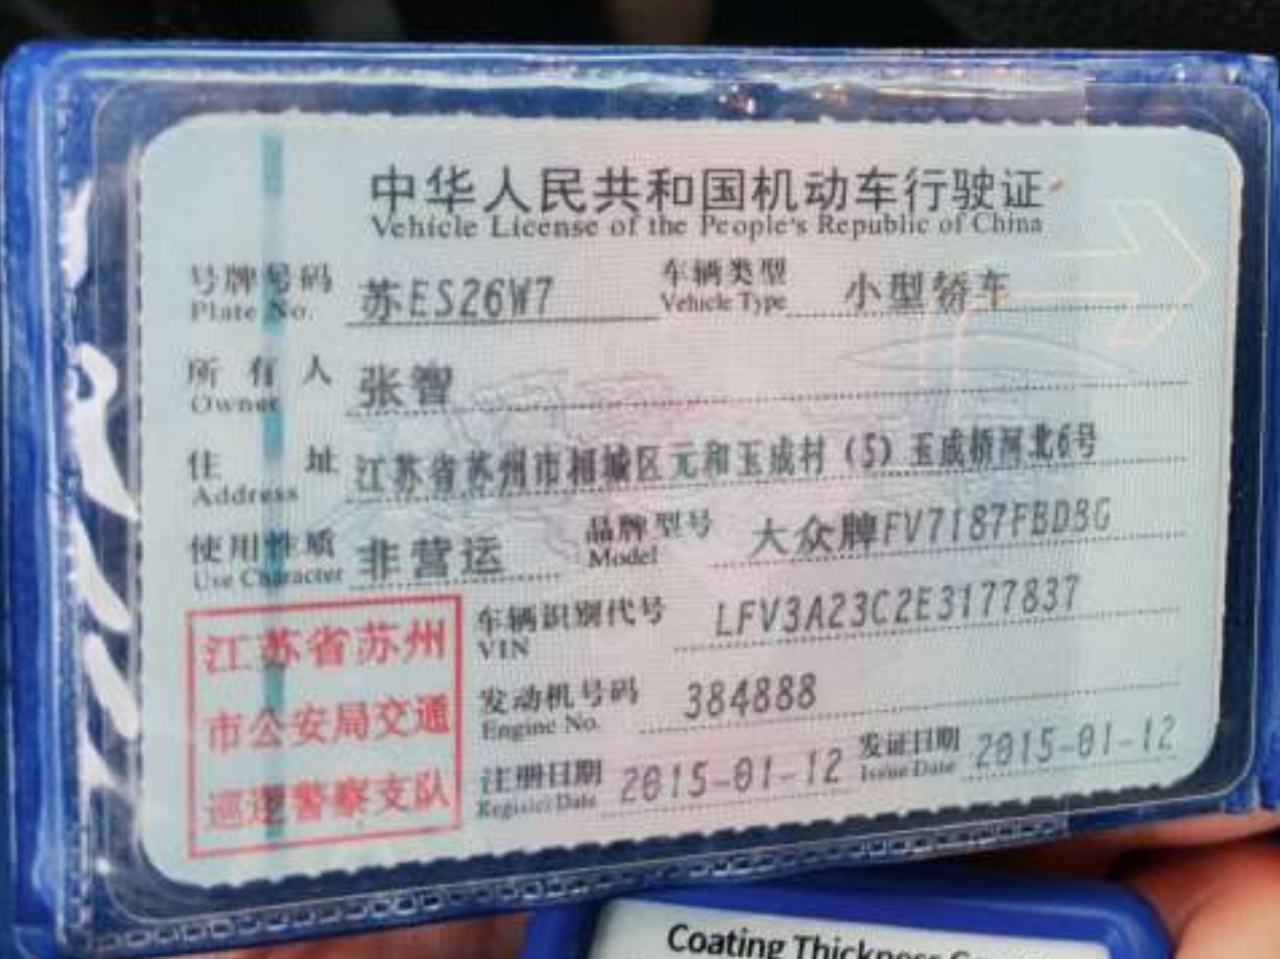 中华人民共和国机动车行驶证
Vehicle License of the People's Republic of China
号牌号码 苏ES26W7 车辆类型 小型轿车
Plate No. Vehicle Type
所有人 张智
Owner
住址 江苏省苏州市相城区元和玉成村（5）玉成桥河北6号
Address
使用性质 非营运 品牌型号 大众牌FV7187FBDBG
Use Character Model
江苏省苏州
市公安局交通
巡逻警察支队
车辆识别代号 LFV3A23C2E3177837
VIN
发动机号码 384888
Engine No.
注册日期 2015-01-12 发证日期 2015-01-12
Register Date Issue Date
Coating Thickness